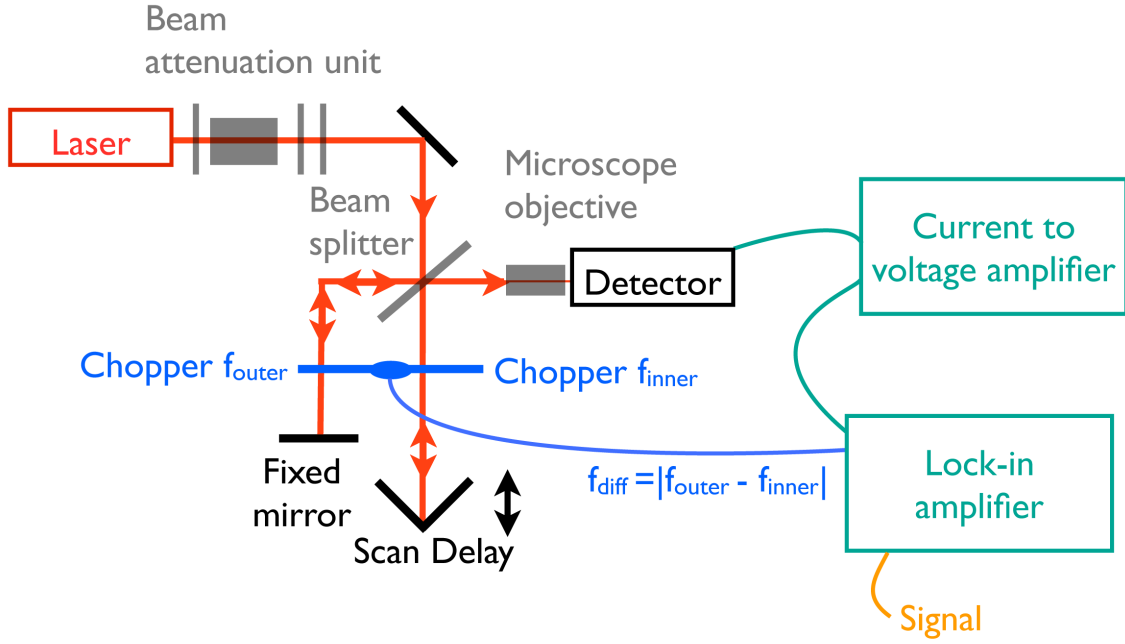 Beam
attenuation unit
Laser
Microscope
objective
Beam
splitter
Current to
voltage amplifier
Detector
Chopper fouter
Chopper finner
Fixed
mirror
fdiff =|fouter - finner|
Lock-in
amplifier
Scan Delay
Signal